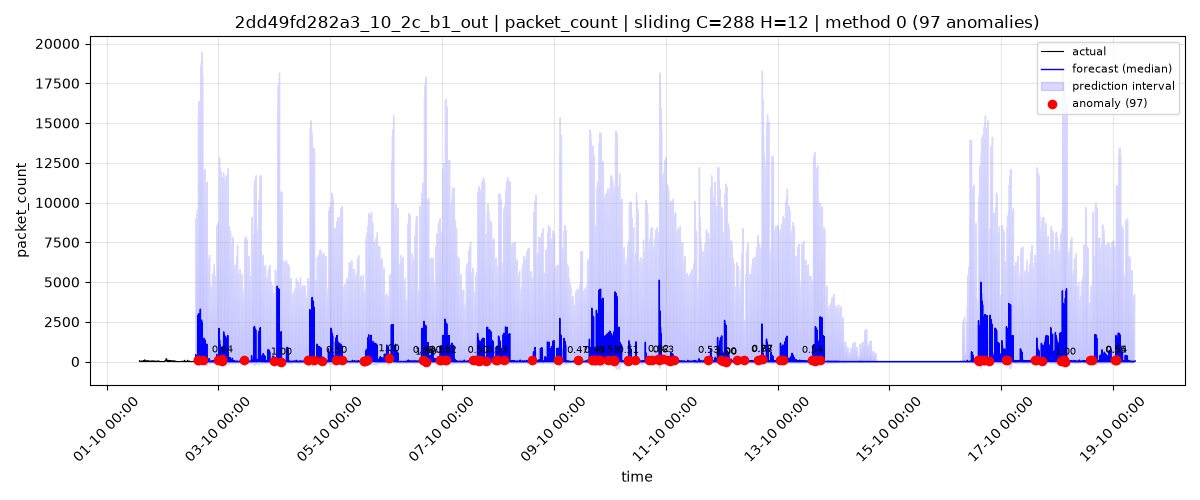 2dd49fd282a3_10_2c_b1_out | packet_count | sliding C=288 H=12 | method 0 (97 anomalies)
packet_count
20000
17500
15000
12500
10000
7500
5000
2500
0
actual
forecast (median)
prediction interval
anomaly (97)
01-10 00:00
03-10 00:00
05-10 00:00
07-10 00:00
09-10 00:00
11-10 00:00
13-10 00:00
15-10 00:00
17-10 00:00
19-10 00:00
time